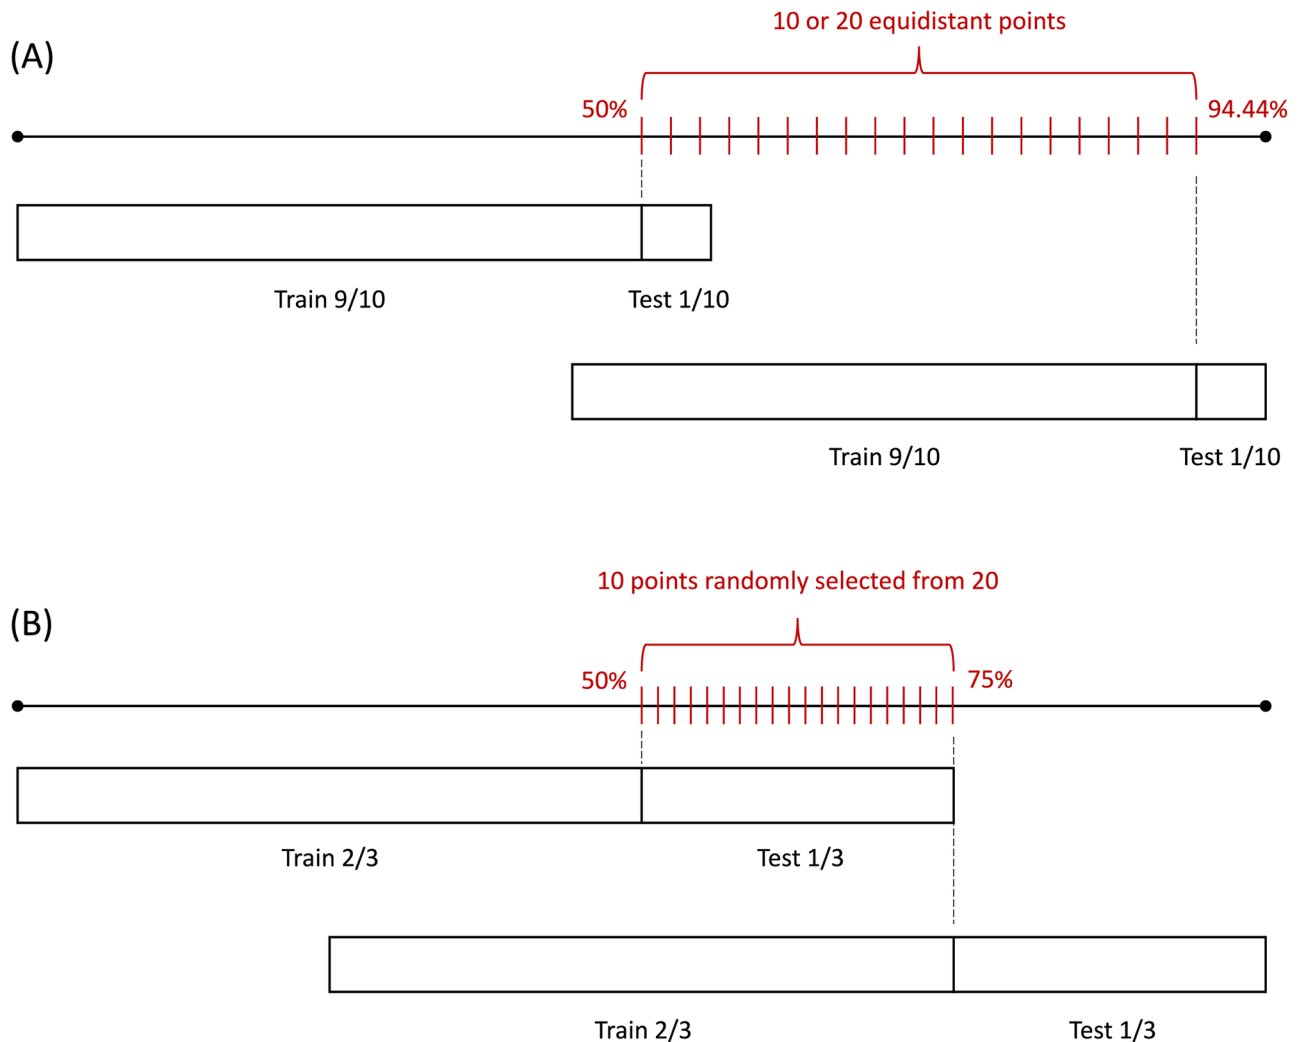 10 or 20 equidistant points
(A)
50%
94.44%
Train 9/10
Test 1/10
Train 9/10
Test 1/10
10 points randomly selected from 20
(B)
50%
75%
Train 2/3
Test 1/3
Train 2/3
Test 1/3